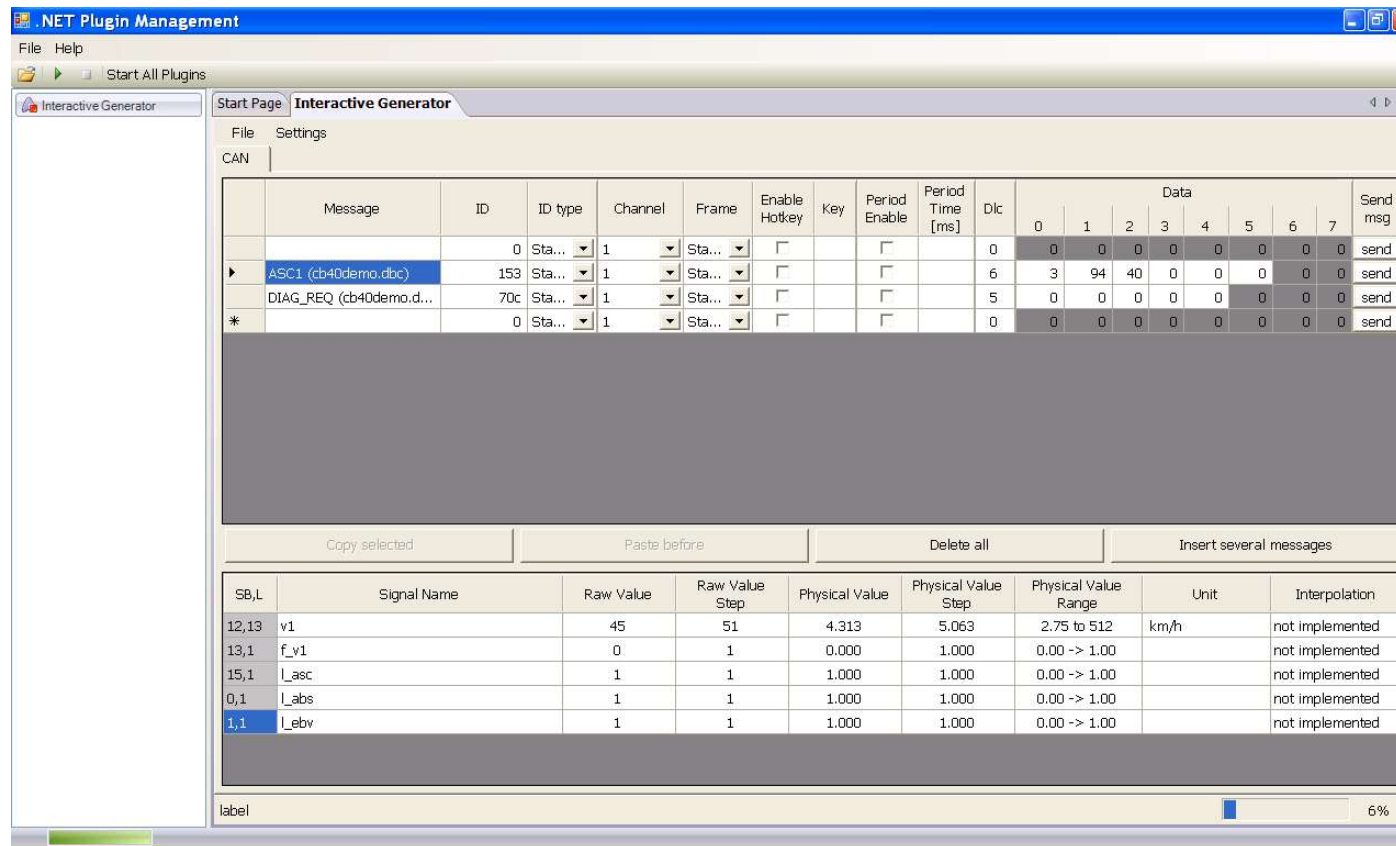 .NET Plugin Management
File Help
Start All Plugins
Interactive Generator
Start Page Interactive Generator
File Settings
CAN
Message ID ID type Channel Frame Enable Hotkey Key Period Enable Period Time [ms] Dlc Data Send msg
0 1 2 3 4 5 6 7
0 Sta... 1 Sta... 0 0 0 0 0 0 0 0 0 send
ASC1 (cb40demo.dbc) 153 Sta... 1 Sta... 6 3 94 40 0 0 0 0 0 send
DIAG_REQ (cb40demo.d... 70c Sta... 1 Sta... 5 0 0 0 0 0 0 0 0 send
* 0 Sta... 1 Sta... 0 0 0 0 0 0 0 0 0 send
Copy selected Paste before Delete all Insert several messages
SB,L Signal Name Raw Value Raw Value Step Physical Value Physical Value Step Physical Value Range Unit Interpolation
12,13 v1 45 51 4.313 5.063 2.75 to 512 km/h not implemented
13,1 f_v1 0 1 0.000 1.000 0.00 -> 1.00 not implemented
15,1 l_asc 1 1 1.000 1.000 0.00 -> 1.00 not implemented
0,1 l_abs 1 1 1.000 1.000 0.00 -> 1.00 not implemented
1,1 l_ebv 1 1 1.000 1.000 0.00 -> 1.00 not implemented
label 6%